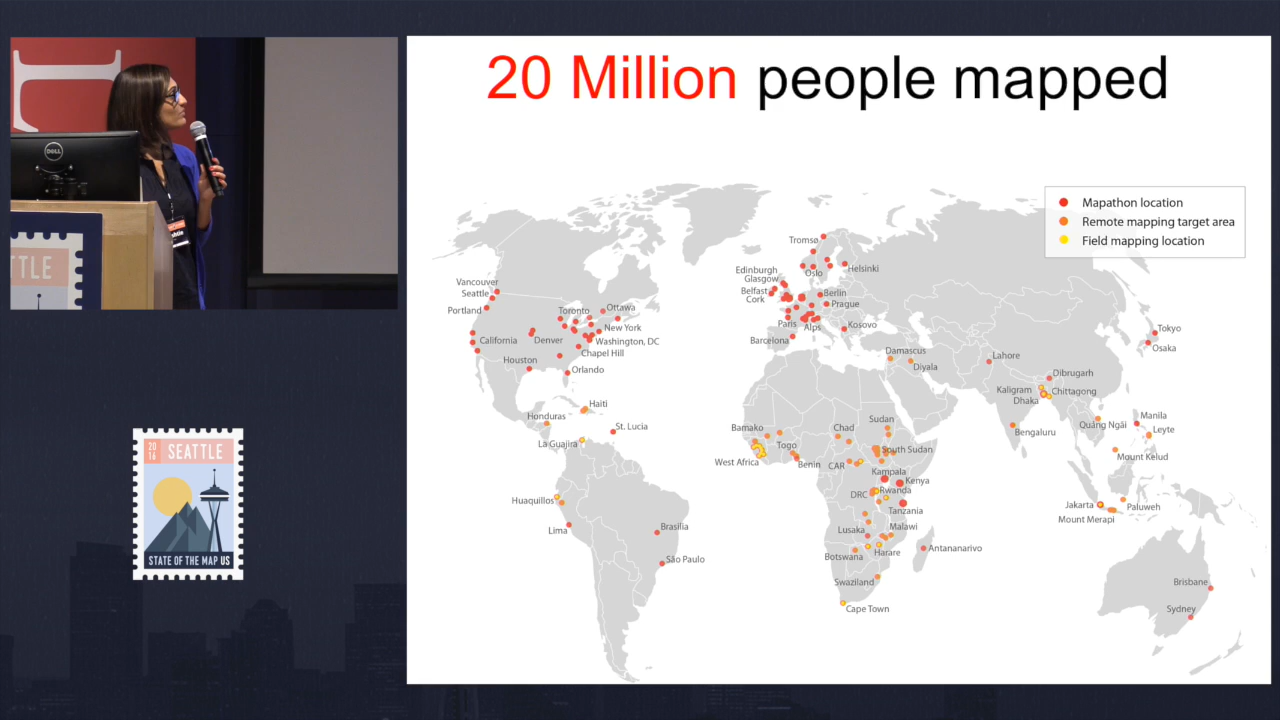 20 Million people mapped
Mapathon location
Remote mapping target area
Field mapping location
Tromsø
Oslo
Helsinki
Edinburgh
Glasgow
Belfast
Cork
Berlin
Prague
Paris
Alps
Kosovo
Barcelona
Vancouver
Seattle
Portland
Toronto
Ottawa
New York
California
Denver
Washington, DC
Chapel Hill
Houston
Orlando
Haiti
Honduras
St. Lucia
La Guajira
Huaquillos
Lima
Brasilia
São Paulo
Damascus
Diyala
Lahore
Dibrugarh
Kaligram
Dhaka
Chittagong
Bengaluru
Tokyo
Osaka
Manila
Leyte
Quảng Ngãi
Mount Kelud
Jakarta
Paluweh
Mount Merapi
Bamako
Togo
Chad
Sudan
West Africa
Benin
CAR
South Sudan
Kampala
Kenya
DRC
Rwanda
Tanzania
Lusaka
Malawi
Botswana
Harare
Antananarivo
Swaziland
Cape Town
Brisbane
Sydney
DELL
TLE
20
16
SEATTLE
STATE OF THE MAP US